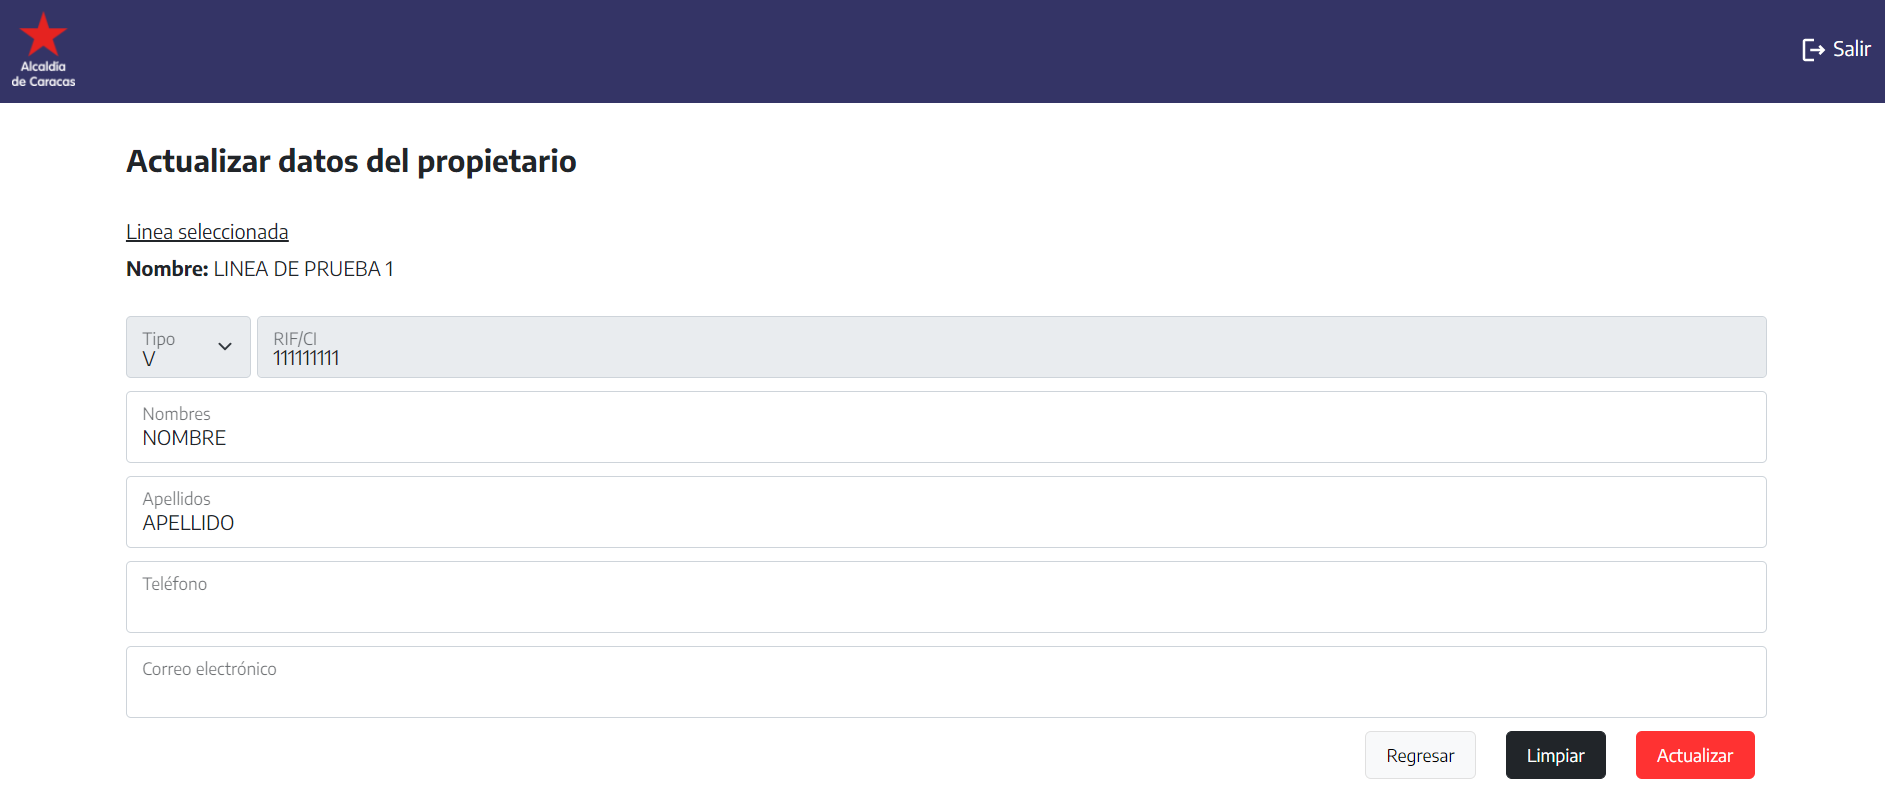 Alcaldía
de Caracas
Salir
Actualizar datos del propietario
Linea seleccionada
Nombre: LINEA DE PRUEBA 1
Tipo
V
RIF/CI
111111111
Nombres
NOMBRE
Apellidos
APELLIDO
Teléfono
Correo electrónico
Regresar
Limpiar
Actualizar